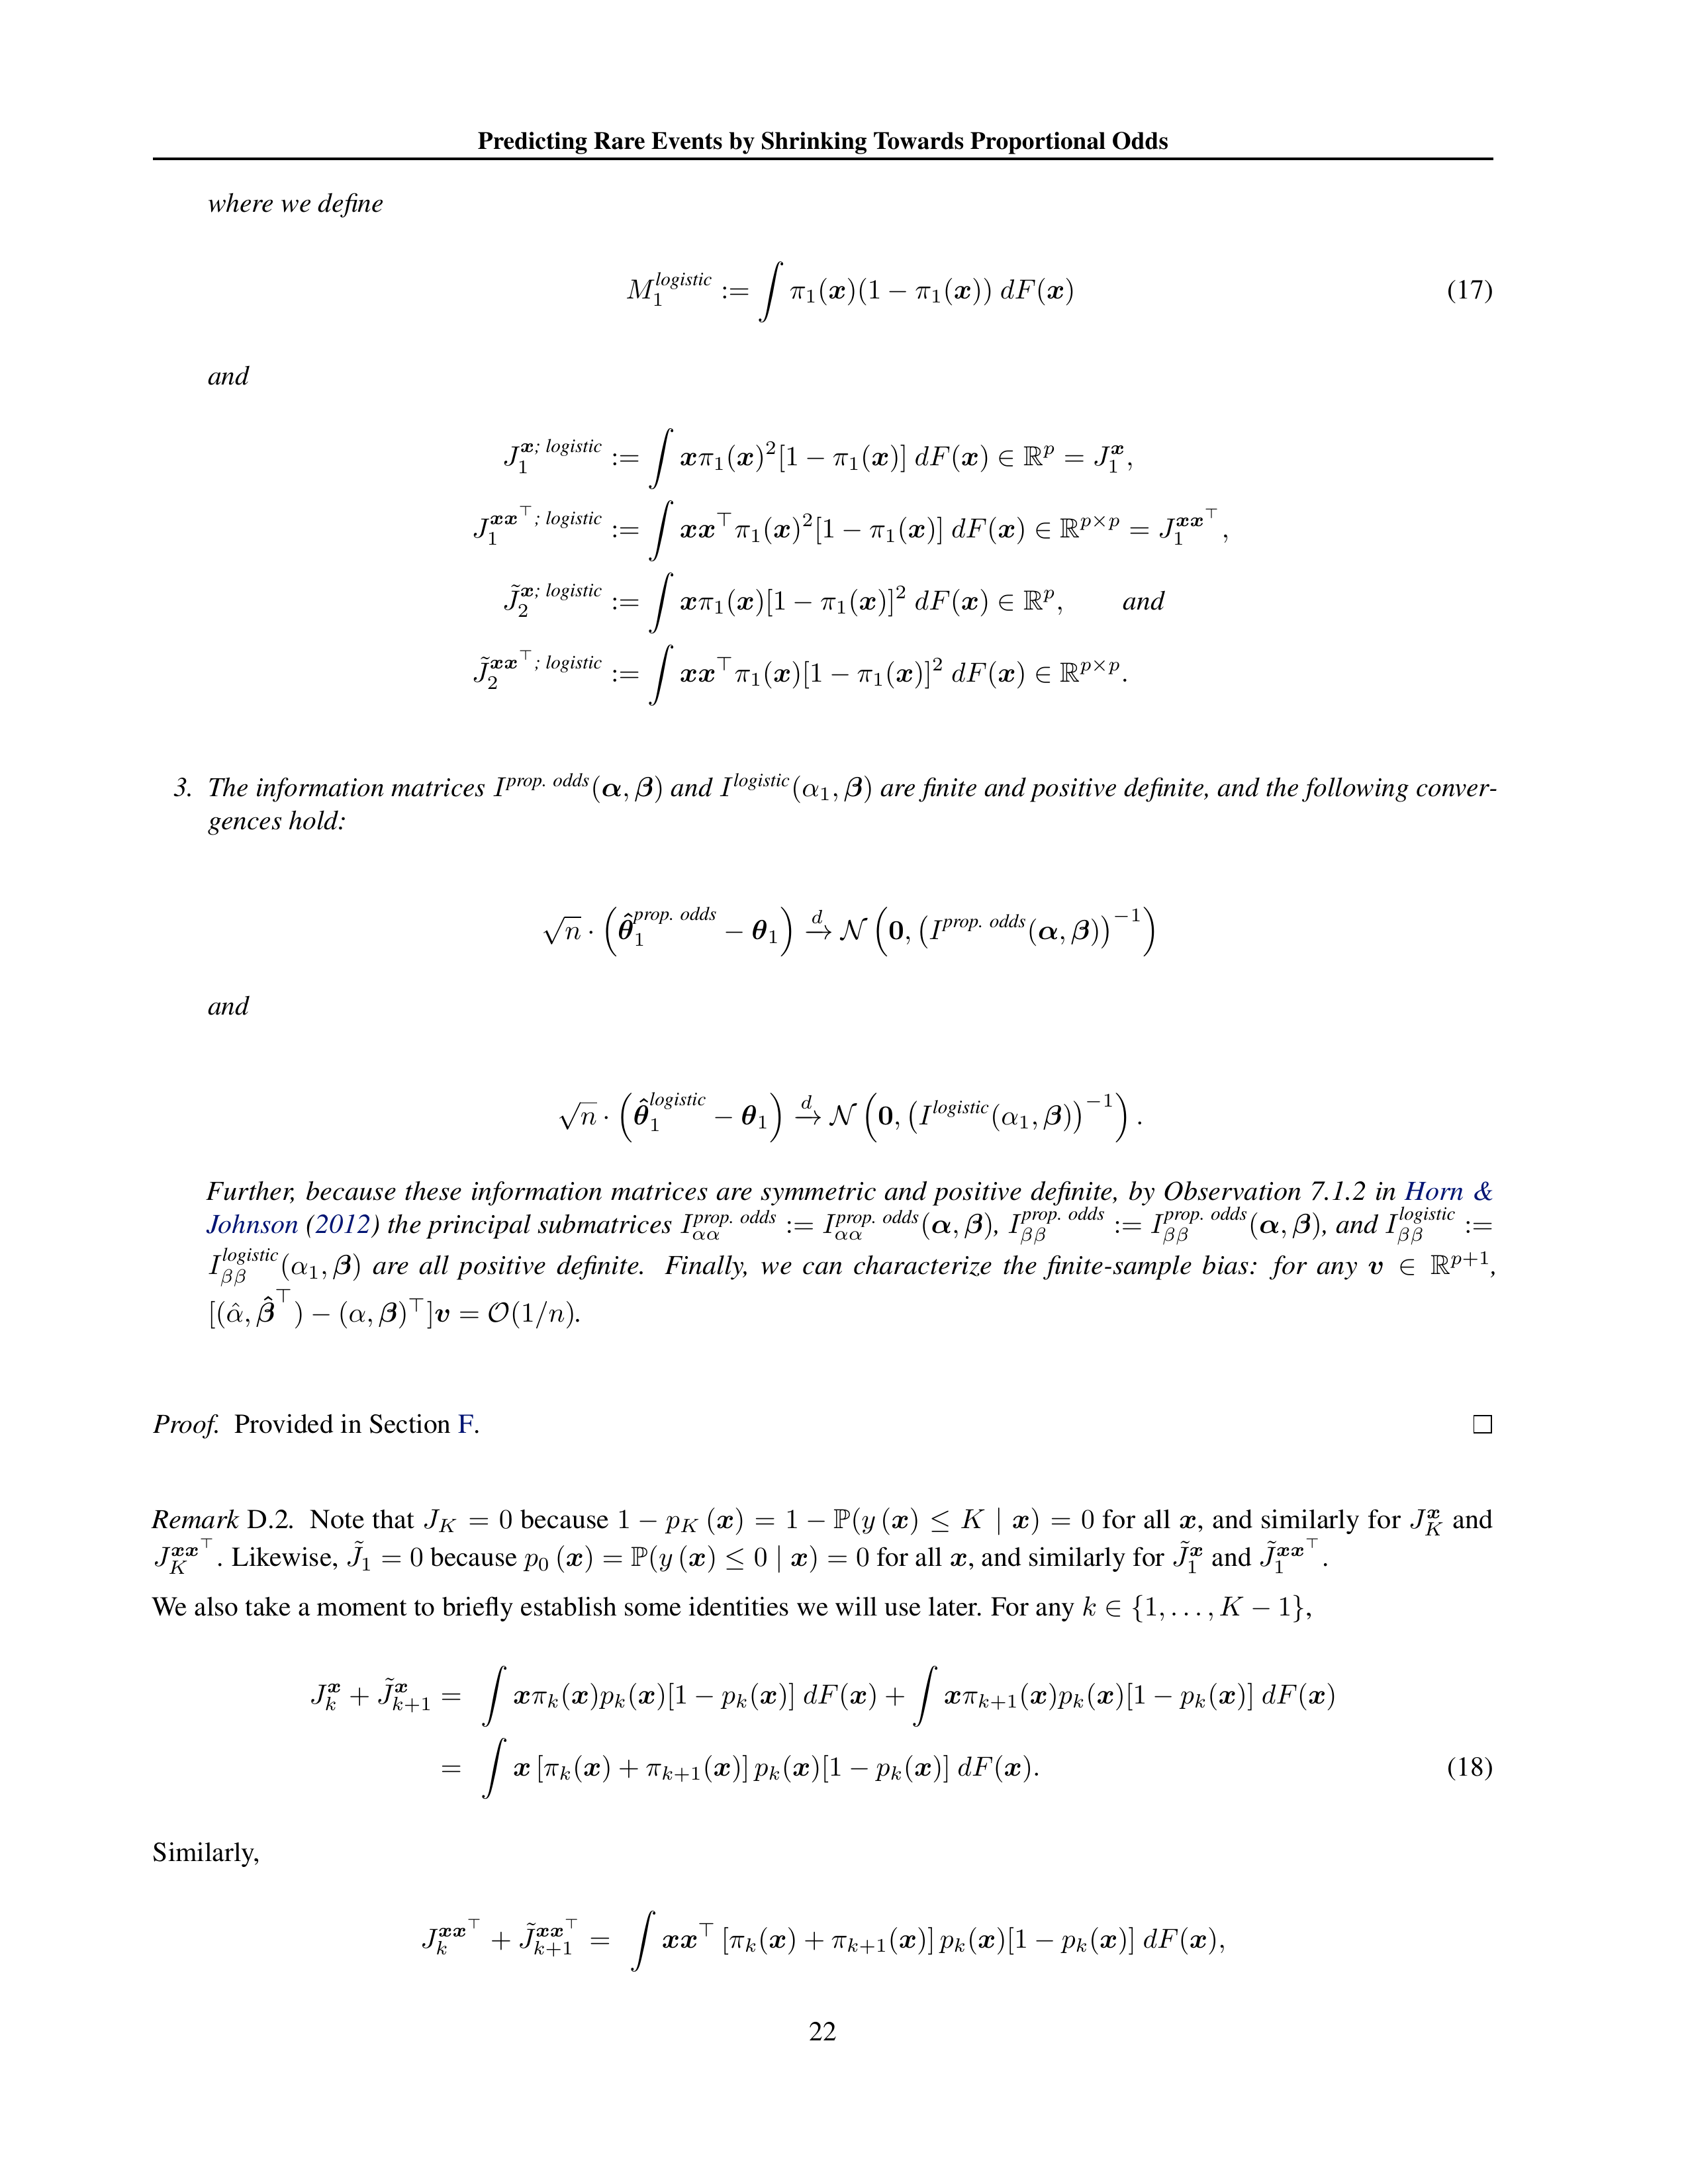 Predicting Rare Events by Shrinking Towards Proportional Odds
where we define
$M_1^{logistic} := \int \pi_1(\boldsymbol{x})(1 - \pi_1(\boldsymbol{x})) \, dF(\boldsymbol{x})$ (17)
and
$J_1^{\boldsymbol{x};\, logistic} := \int \boldsymbol{x}\pi_1(\boldsymbol{x})^2[1 - \pi_1(\boldsymbol{x})] \, dF(\boldsymbol{x}) \in \mathbb{R}^p = J_1^{\boldsymbol{x}},$
$J_1^{\boldsymbol{x}\boldsymbol{x}^\top;\, logistic} := \int \boldsymbol{x}\boldsymbol{x}^\top \pi_1(\boldsymbol{x})^2[1 - \pi_1(\boldsymbol{x})] \, dF(\boldsymbol{x}) \in \mathbb{R}^{p \times p} = J_1^{\boldsymbol{x}\boldsymbol{x}^\top},$
$\tilde{J}_2^{\boldsymbol{x};\, logistic} := \int \boldsymbol{x}\pi_1(\boldsymbol{x})[1 - \pi_1(\boldsymbol{x})]^2 \, dF(\boldsymbol{x}) \in \mathbb{R}^p,$ and
$\tilde{J}_2^{\boldsymbol{x}\boldsymbol{x}^\top;\, logistic} := \int \boldsymbol{x}\boldsymbol{x}^\top \pi_1(\boldsymbol{x})[1 - \pi_1(\boldsymbol{x})]^2 \, dF(\boldsymbol{x}) \in \mathbb{R}^{p \times p}.$
3. The information matrices $I^{prop.\ odds}(\boldsymbol{\alpha}, \boldsymbol{\beta})$ and $I^{logistic}(\alpha_1, \boldsymbol{\beta})$ are finite and positive definite, and the following conver-
gences hold:
$\sqrt{n} \cdot \left( \hat{\boldsymbol{\theta}}_1^{prop.\ odds} - \boldsymbol{\theta}_1 \right) \xrightarrow{d} \mathcal{N} \left( \boldsymbol{0}, \left( I^{prop.\ odds}(\boldsymbol{\alpha}, \boldsymbol{\beta}) \right)^{-1} \right)$
and
$\sqrt{n} \cdot \left( \hat{\boldsymbol{\theta}}_1^{logistic} - \boldsymbol{\theta}_1 \right) \xrightarrow{d} \mathcal{N} \left( \boldsymbol{0}, \left( I^{logistic}(\alpha_1, \boldsymbol{\beta}) \right)^{-1} \right).$
Further, because these information matrices are symmetric and positive definite, by Observation 7.1.2 in Horn &
Johnson (2012) the principal submatrices $I_{\alpha\alpha}^{prop.\ odds} := I_{\alpha\alpha}^{prop.\ odds}(\boldsymbol{\alpha}, \boldsymbol{\beta})$, $I_{\beta\beta}^{prop.\ odds} := I_{\beta\beta}^{prop.\ odds}(\boldsymbol{\alpha}, \boldsymbol{\beta})$, and $I_{\beta\beta}^{logistic} :=$
$I_{\beta\beta}^{logistic}(\alpha_1, \boldsymbol{\beta})$ are all positive definite. Finally, we can characterize the finite-sample bias: for any $\boldsymbol{v} \in \mathbb{R}^{p+1}$,
$[(\hat{\alpha}, \hat{\boldsymbol{\beta}}^\top) - (\alpha, \boldsymbol{\beta})^\top]\boldsymbol{v} = \mathcal{O}(1/n).$
Proof. Provided in Section F. □
Remark D.2. Note that $J_K = 0$ because $1 - p_K(\boldsymbol{x}) = 1 - \mathbb{P}(y(\boldsymbol{x}) \leq K \mid \boldsymbol{x}) = 0$ for all $\boldsymbol{x}$, and similarly for $J_K^{\boldsymbol{x}}$ and
$J_K^{\boldsymbol{x}\boldsymbol{x}^\top}$. Likewise, $\tilde{J}_1 = 0$ because $p_0(\boldsymbol{x}) = \mathbb{P}(y(\boldsymbol{x}) \leq 0 \mid \boldsymbol{x}) = 0$ for all $\boldsymbol{x}$, and similarly for $\tilde{J}_1^{\boldsymbol{x}}$ and $\tilde{J}_1^{\boldsymbol{x}\boldsymbol{x}^\top}$.
We also take a moment to briefly establish some identities we will use later. For any $k \in \{1, \ldots, K - 1\}$,
$J_k^{\boldsymbol{x}} + \tilde{J}_{k+1}^{\boldsymbol{x}} = \int \boldsymbol{x}\pi_k(\boldsymbol{x})p_k(\boldsymbol{x})[1 - p_k(\boldsymbol{x})] \, dF(\boldsymbol{x}) + \int \boldsymbol{x}\pi_{k+1}(\boldsymbol{x})p_k(\boldsymbol{x})[1 - p_k(\boldsymbol{x})] \, dF(\boldsymbol{x})$
$= \int \boldsymbol{x} [\pi_k(\boldsymbol{x}) + \pi_{k+1}(\boldsymbol{x})] p_k(\boldsymbol{x})[1 - p_k(\boldsymbol{x})] \, dF(\boldsymbol{x}).$ (18)
Similarly,
$J_k^{\boldsymbol{x}\boldsymbol{x}^\top} + \tilde{J}_{k+1}^{\boldsymbol{x}\boldsymbol{x}^\top} = \int \boldsymbol{x}\boldsymbol{x}^\top [\pi_k(\boldsymbol{x}) + \pi_{k+1}(\boldsymbol{x})] p_k(\boldsymbol{x})[1 - p_k(\boldsymbol{x})] \, dF(\boldsymbol{x}),$
22